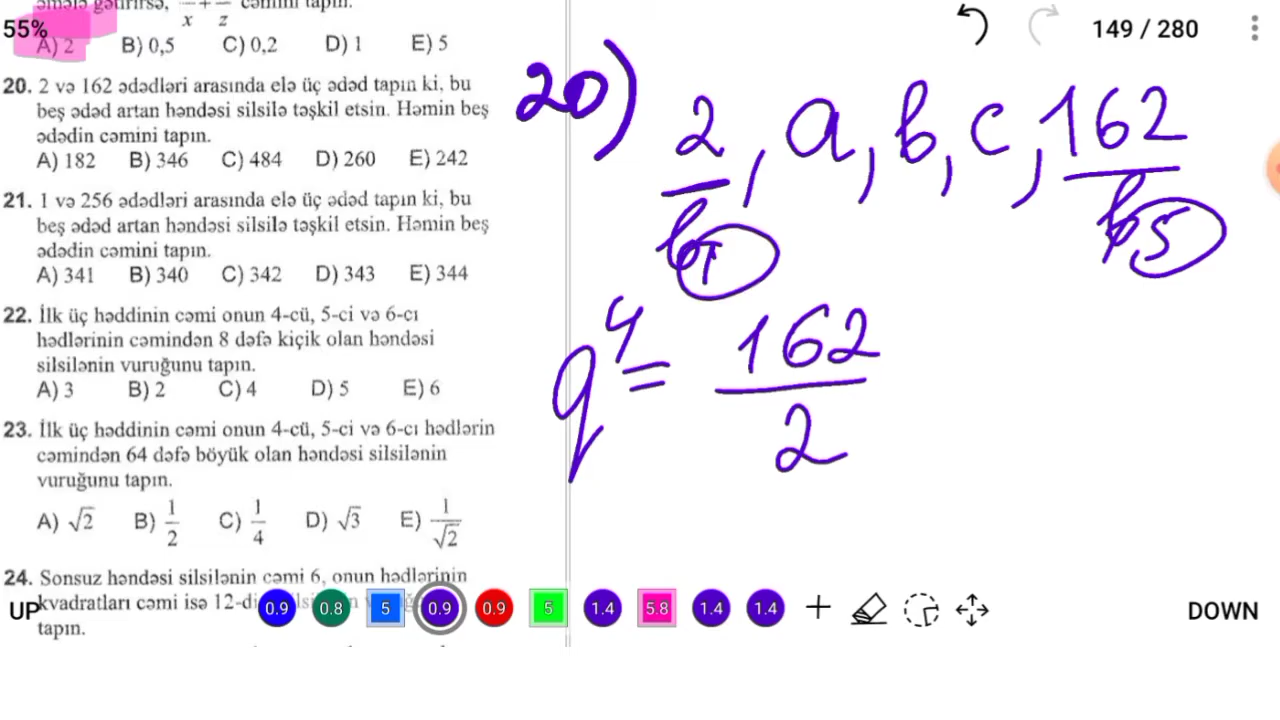 əmələ gətirirsə, x + z cəmini tapın.
55%
A) 2 B) 0,5 C) 0,2 D) 1 E) 5
20. 2 və 162 ədədləri arasında elə üç ədəd tapın ki, bu
beş ədəd artan həndəsi silsilə təşkil etsin. Həmin beş
ədədin cəmini tapın.
A) 182 B) 346 C) 484 D) 260 E) 242
21. 1 və 256 ədədləri arasında elə üç ədəd tapın ki, bu
beş ədəd artan həndəsi silsilə təşkil etsin. Həmin beş
ədədin cəmini tapın.
A) 341 B) 340 C) 342 D) 343 E) 344
22. İlk üç həddinin cəmi onun 4-cü, 5-ci və 6-cı
hədlərinin cəmindən 8 dəfə kiçik olan həndəsi
silsilənin vuruğunu tapın.
A) 3 B) 2 C) 4 D) 5 E) 6
23. İlk üç həddinin cəmi onun 4-cü, 5-ci və 6-cı hədlərin
cəmindən 64 dəfə böyük olan həndəsi silsilənin
vuruğunu tapın.
A) √2 B) 1/2 C) 1/4 D) √3 E) 1/√2
24. Sonsuz həndəsi silsilənin cəmi 6, onun hədlərinin
kvadratları cəmi isə 12-di
tapın.
149 / 280
20) 2, a, b, c, 162
b1 b5
q⁴ = 162/2
UP 0.9 0.8 5 0.9 0.9 5 1.4 5.8 1.4 1.4 + DOWN